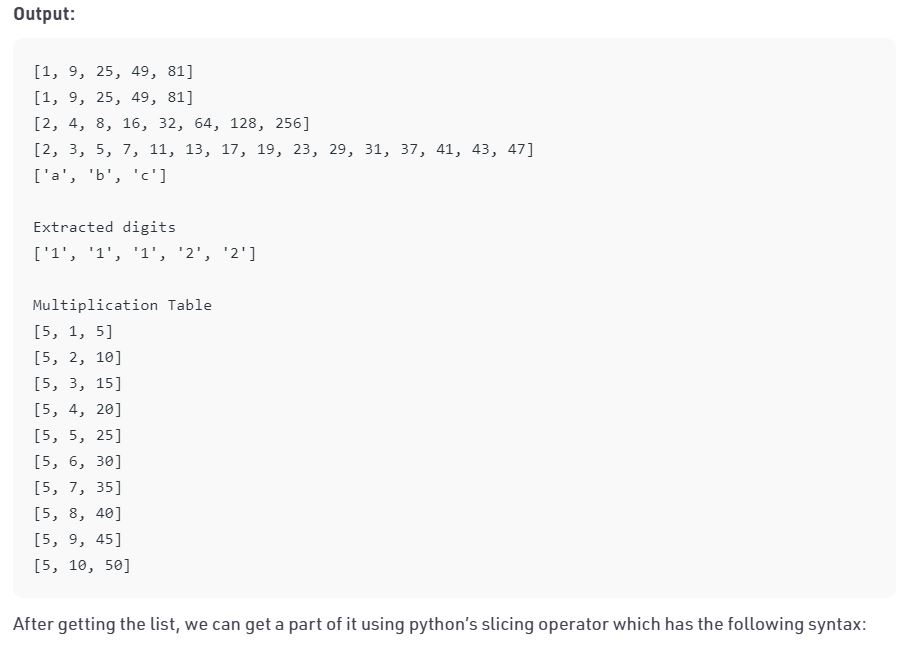 Output:
[1, 9, 25, 49, 81]
[1, 9, 25, 49, 81]
[2, 4, 8, 16, 32, 64, 128, 256]
[2, 3, 5, 7, 11, 13, 17, 19, 23, 29, 31, 37, 41, 43, 47]
['a', 'b', 'c']
Extracted digits
['1', '1', '1', '2', '2']
Multiplication Table
[5, 1, 5]
[5, 2, 10]
[5, 3, 15]
[5, 4, 20]
[5, 5, 25]
[5, 6, 30]
[5, 7, 35]
[5, 8, 40]
[5, 9, 45]
[5, 10, 50]
After getting the list, we can get a part of it using python's slicing operator which has the following syntax: